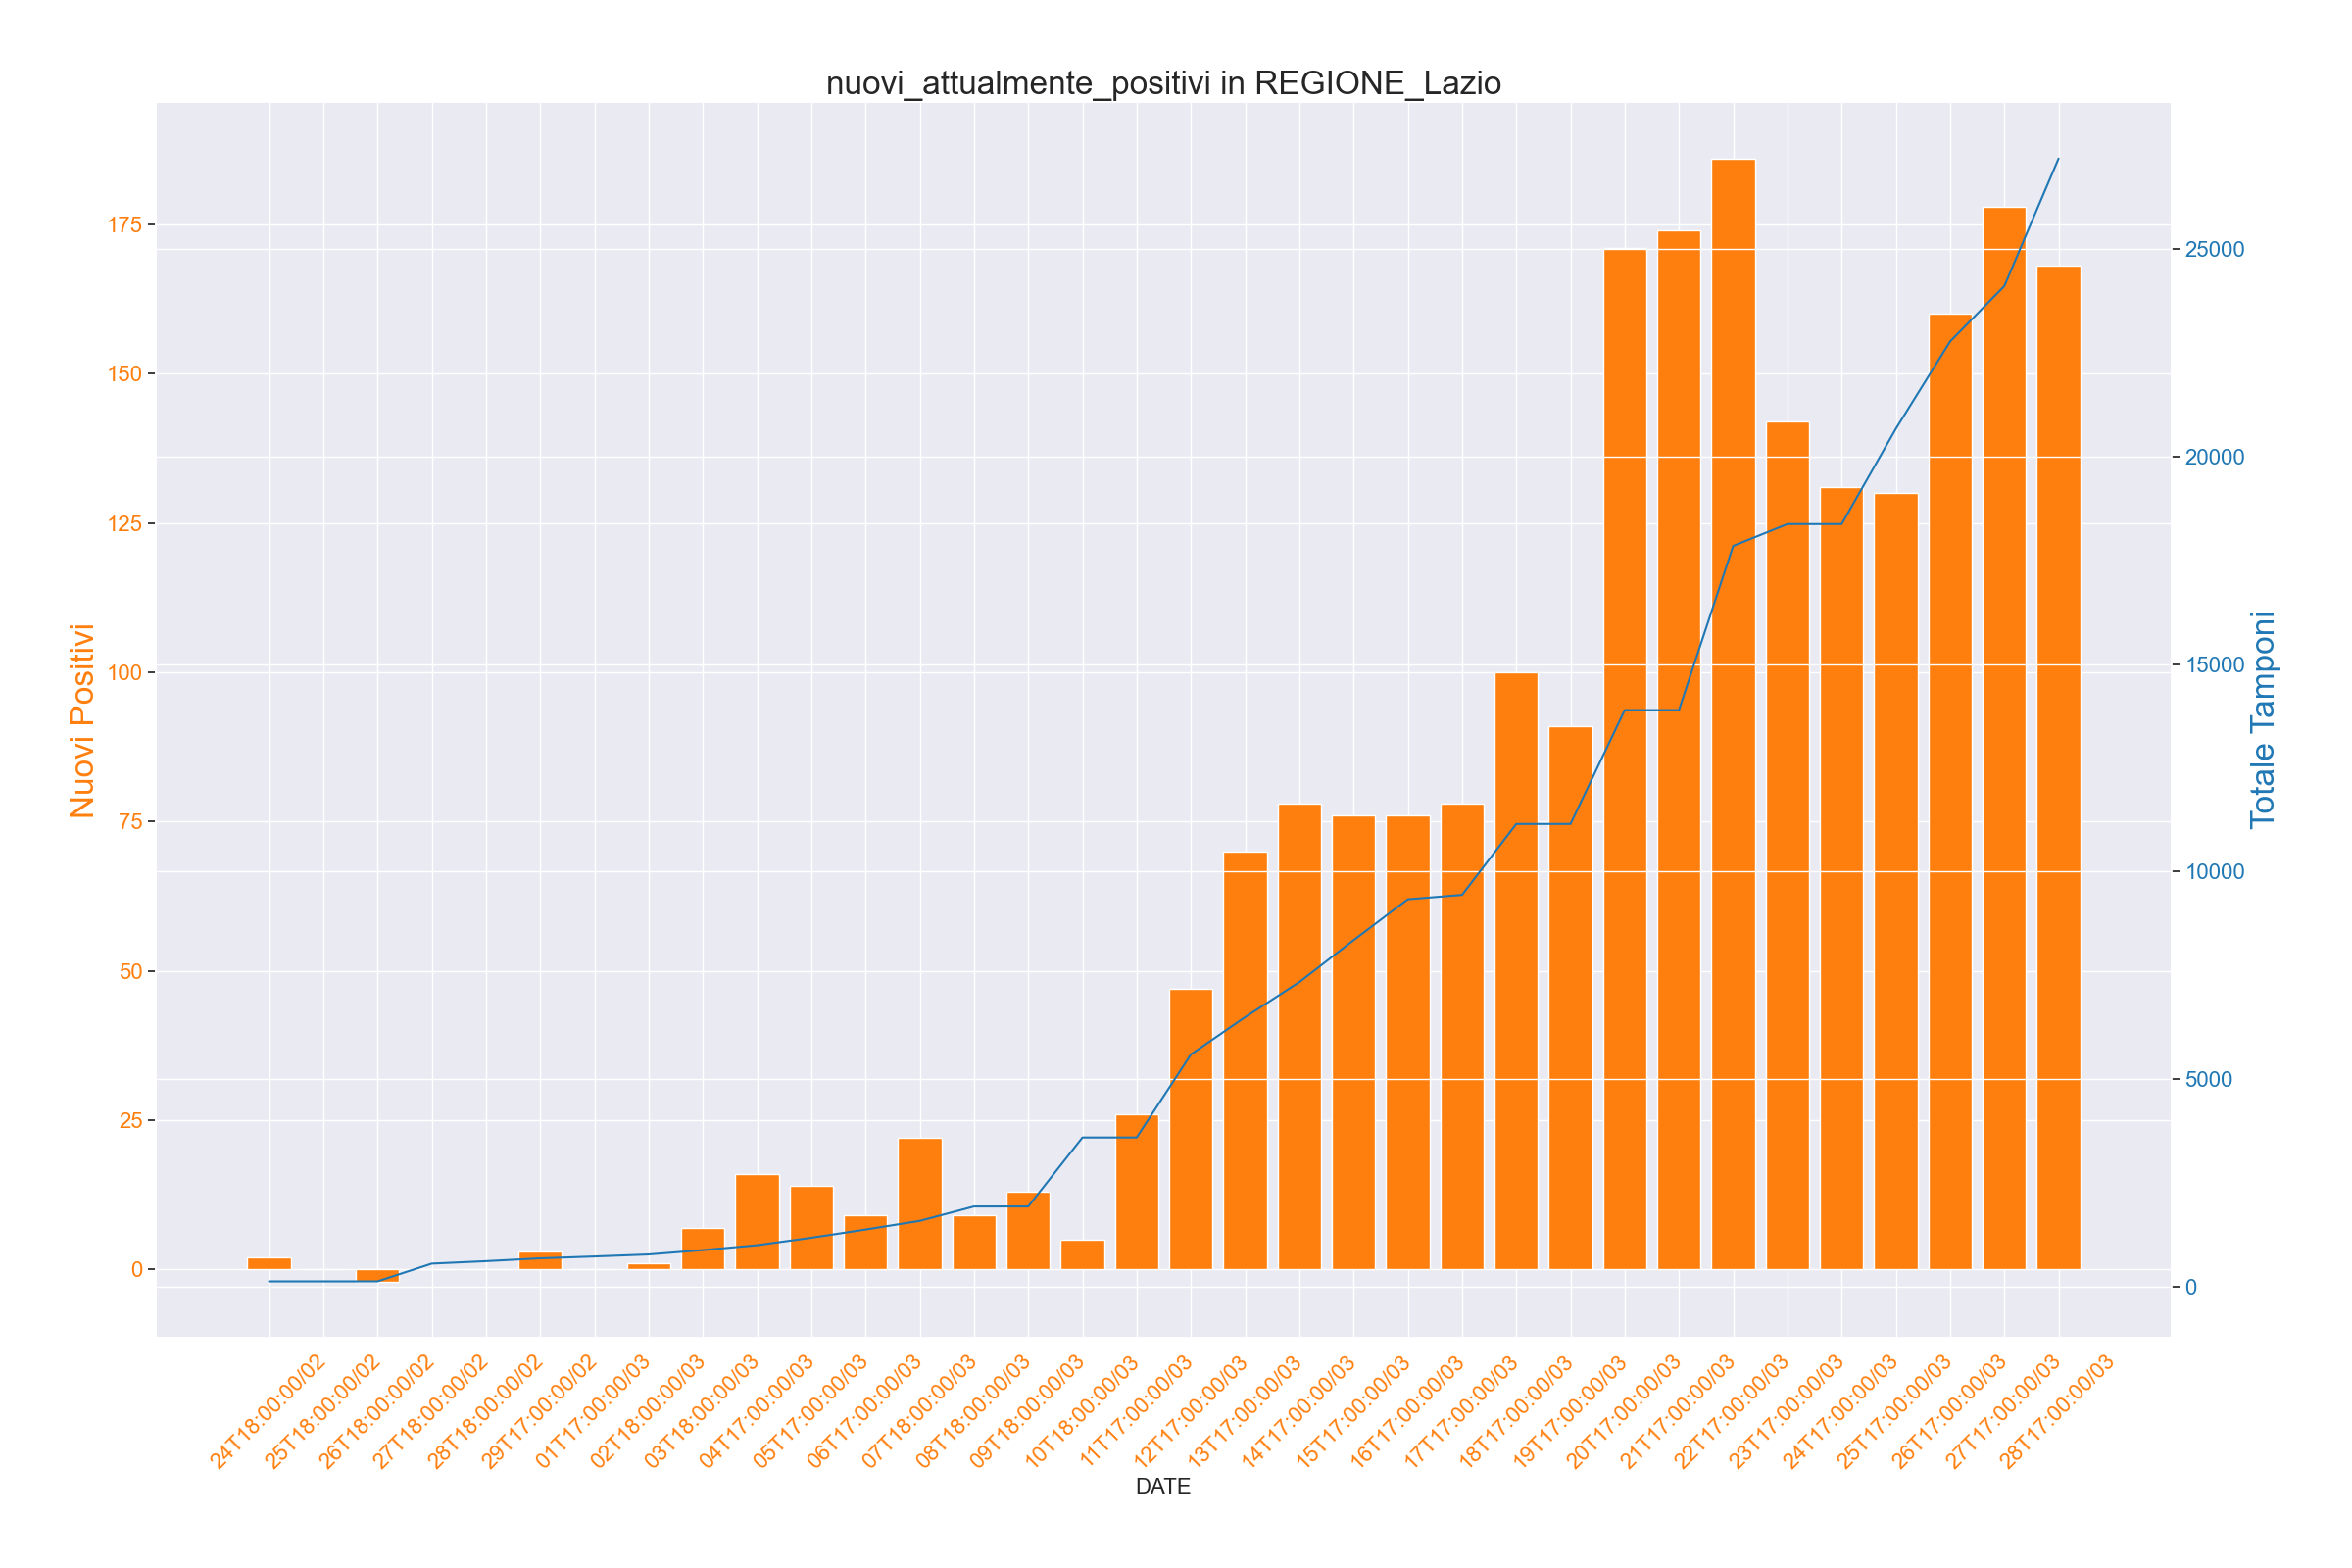 nuovi_attualmente_positivi in REGIONE_Lazio
Nuovi Positivi
175
150
125
100
75
50
25
0
Totale Tamponi
25000
20000
15000
10000
5000
0
24T18:00:00/02
25T18:00:00/02
26T18:00:00/02
27T18:00:00/02
28T18:00:00/02
29T17:00:00/02
01T17:00:00/03
02T18:00:00/03
03T18:00:00/03
04T17:00:00/03
05T17:00:00/03
06T17:00:00/03
07T18:00:00/03
08T18:00:00/03
09T18:00:00/03
10T18:00:00/03
11T17:00:00/03
12T17:00:00/03
13T17:00:00/03
14T17:00:00/03
15T17:00:00/03
16T17:00:00/03
17T17:00:00/03
18T17:00:00/03
19T17:00:00/03
20T17:00:00/03
21T17:00:00/03
22T17:00:00/03
23T17:00:00/03
24T17:00:00/03
25T17:00:00/03
26T17:00:00/03
27T17:00:00/03
28T17:00:00/03
DATE